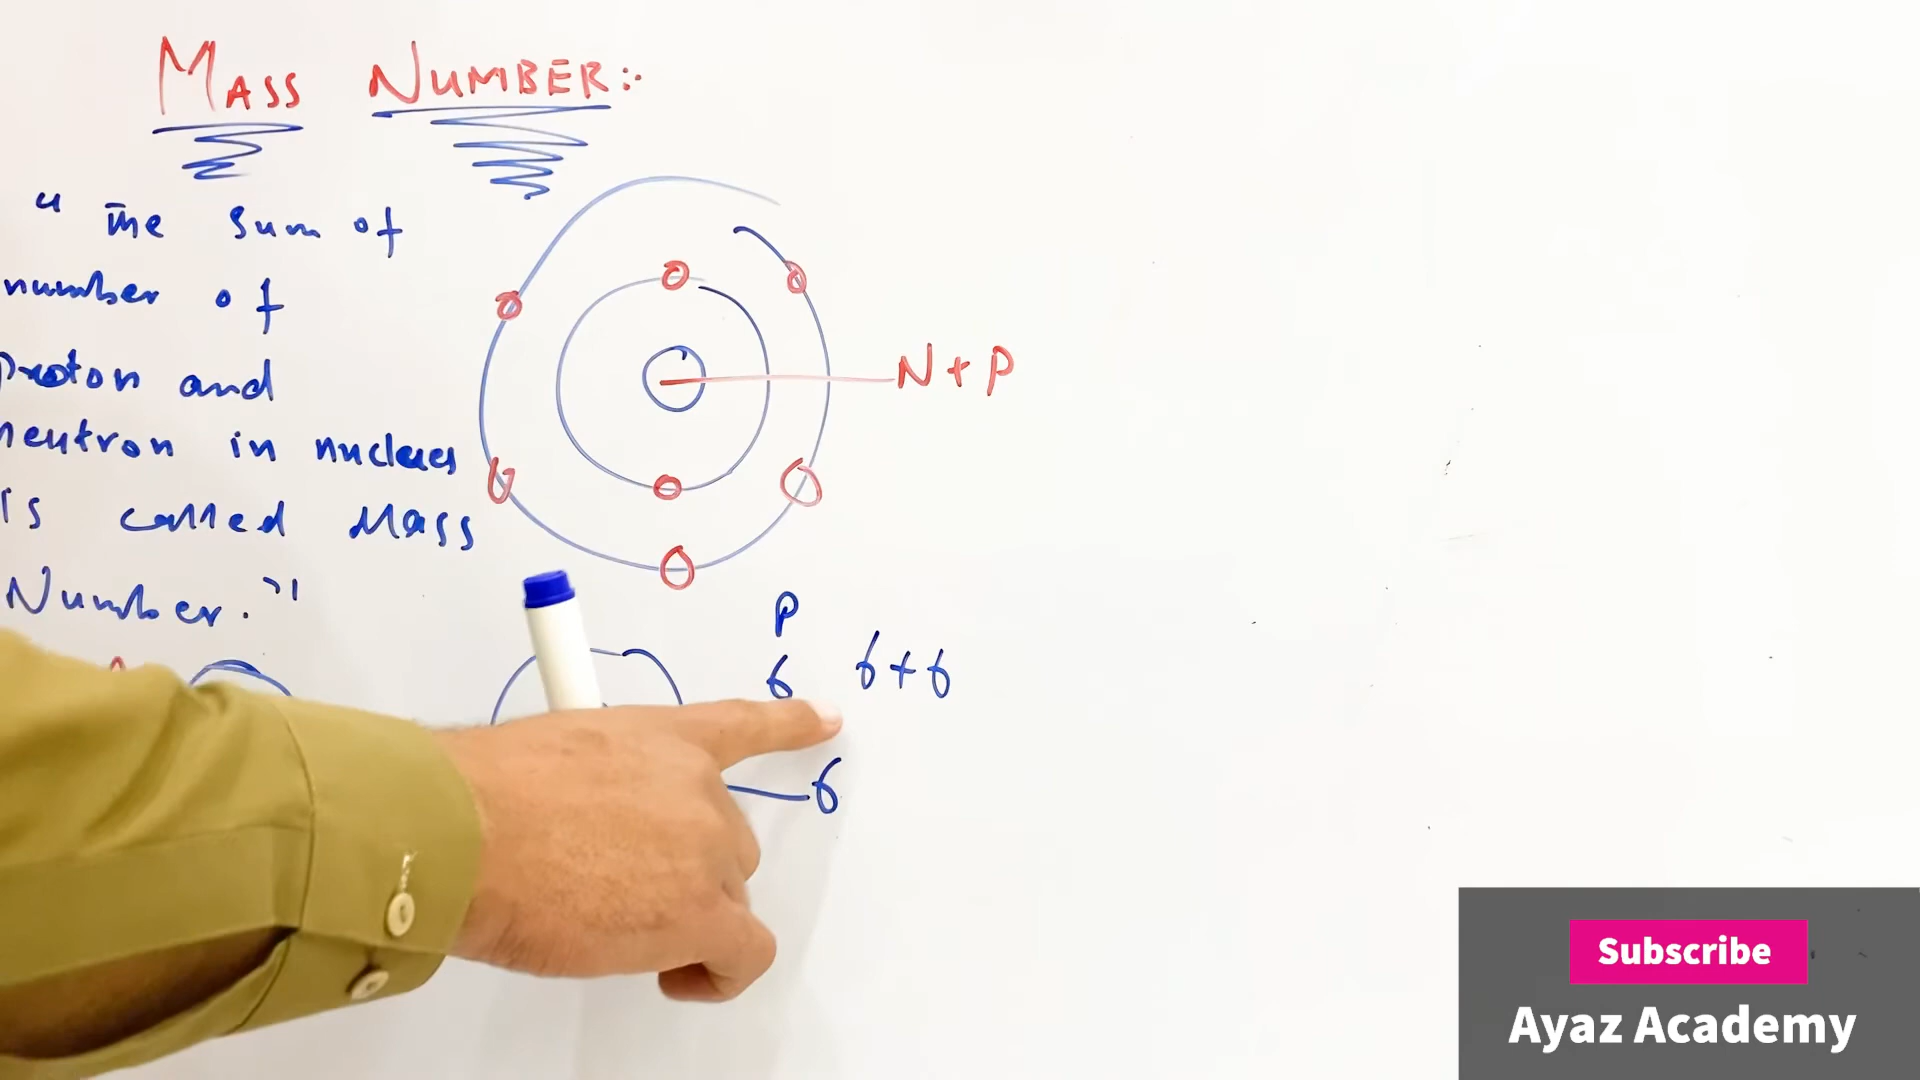 MASS NUMBER:-
" The Sum of
number of
proton and
neutron in nucleus
is called Mass
Number."
N + P
P
6 6 + 6
6
Subscribe
Ayaz Academy